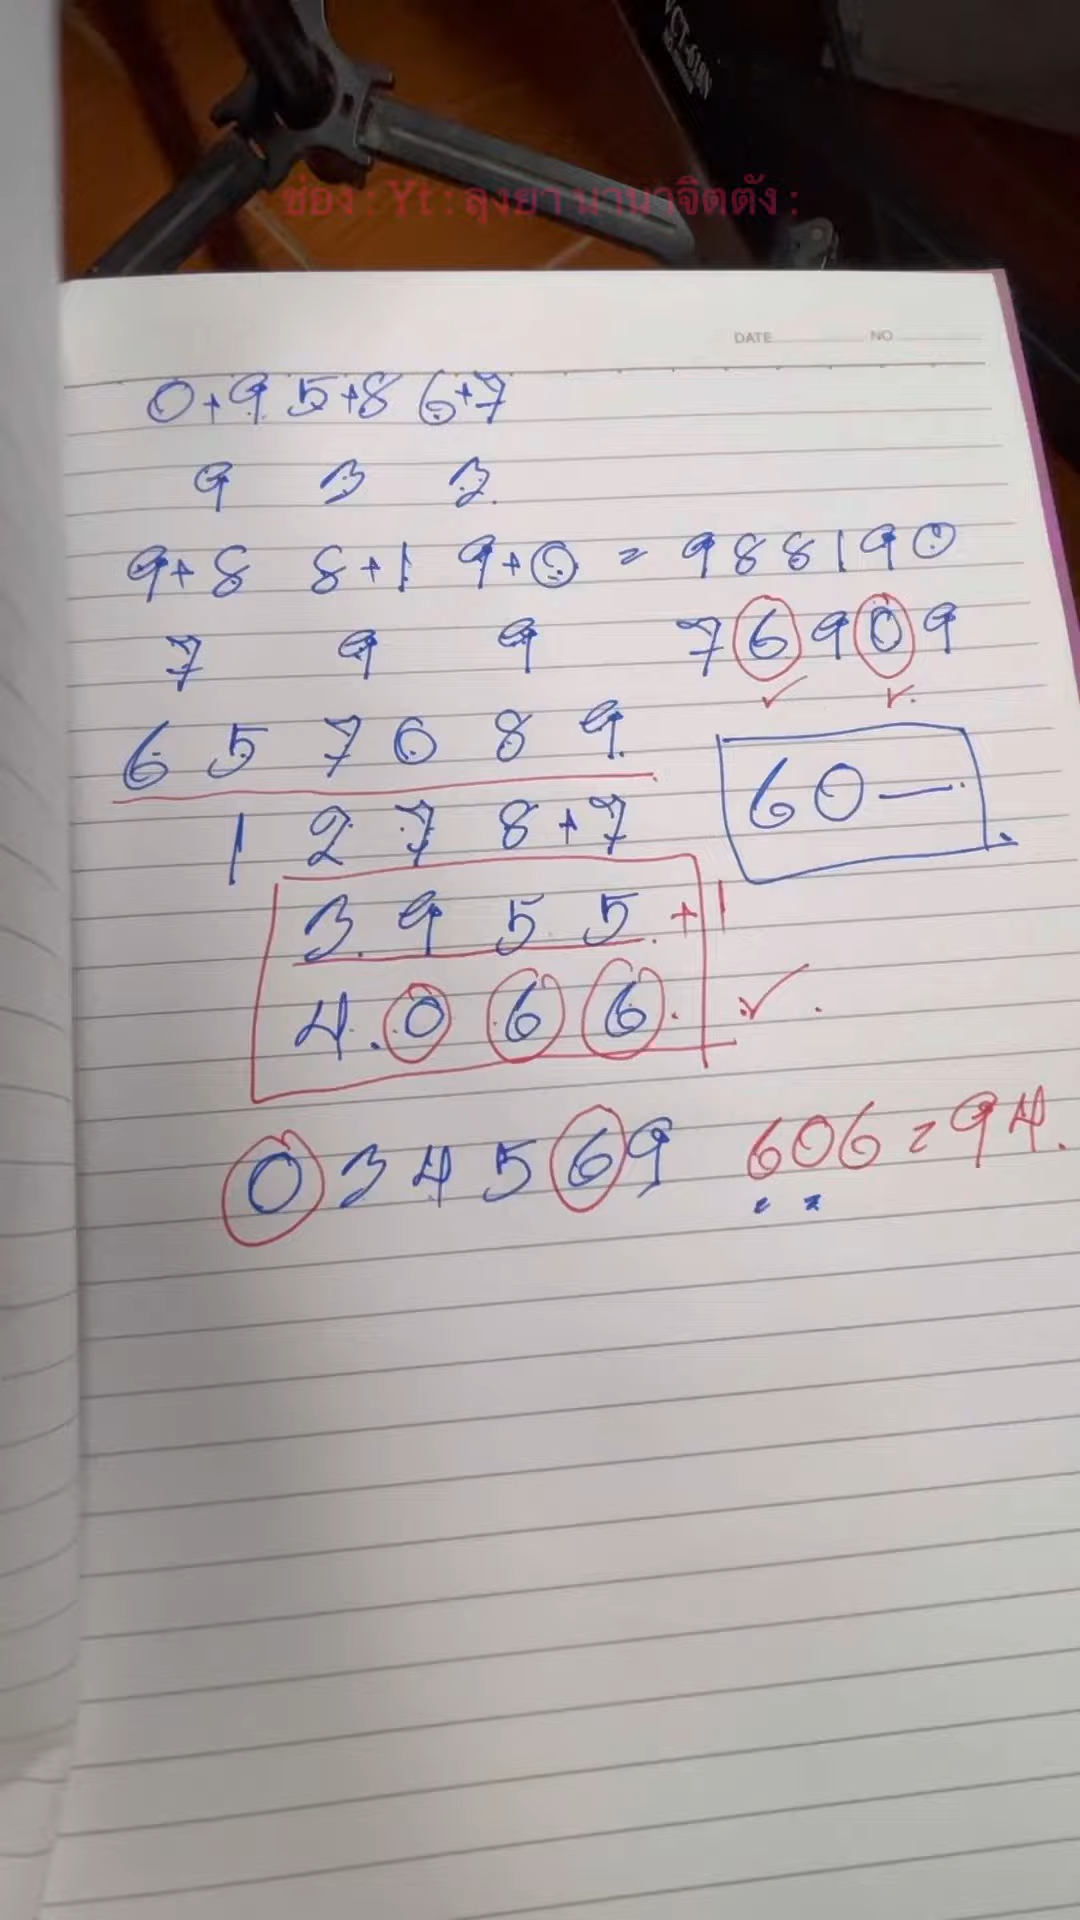 CT-618N
ช่อง : Yt : ลุงยา นานาจิตตัง :
DATE NO
0+9 5+8 6+7
9 3 3
9+8 8+1 9+0 = 988190
7 9 9 76909
6 5 7 0 8 9
60—
1 2 7 8+7
3 9 5 5 +1
4 0 6 6
0 3 4 5 6 9 606 = 94